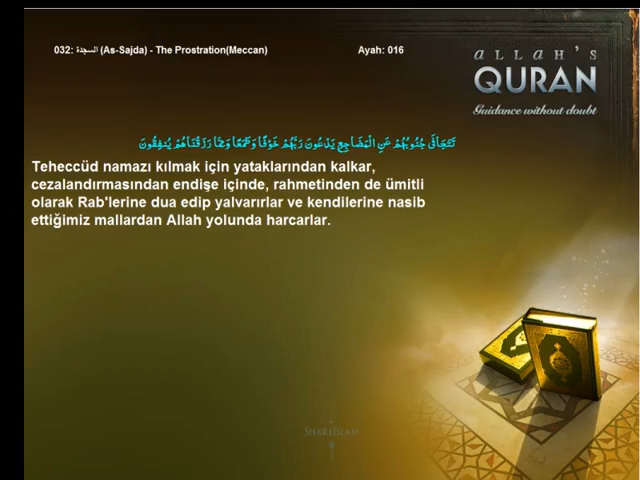 032: السجدة (As-Sajda) - The Prostration(Meccan) Ayah: 016
ALLAH'S
QURAN
Guidance without doubt
تَتَجَافَىٰ جُنُوبُهُمْ عَنِ الْمَضَاجِعِ يَدْعُونَ رَبَّهُمْ خَوْفًا وَطَمَعًا وَمِمَّا رَزَقْنَاهُمْ يُنفِقُونَ
Teheccüd namazı kılmak için yataklarından kalkar,
cezalandırmasından endişe içinde, rahmetinden de ümitli
olarak Rab'lerine dua edip yalvarırlar ve kendilerine nasib
ettiğimiz mallardan Allah yolunda harcarlar.
SHARIISLAM